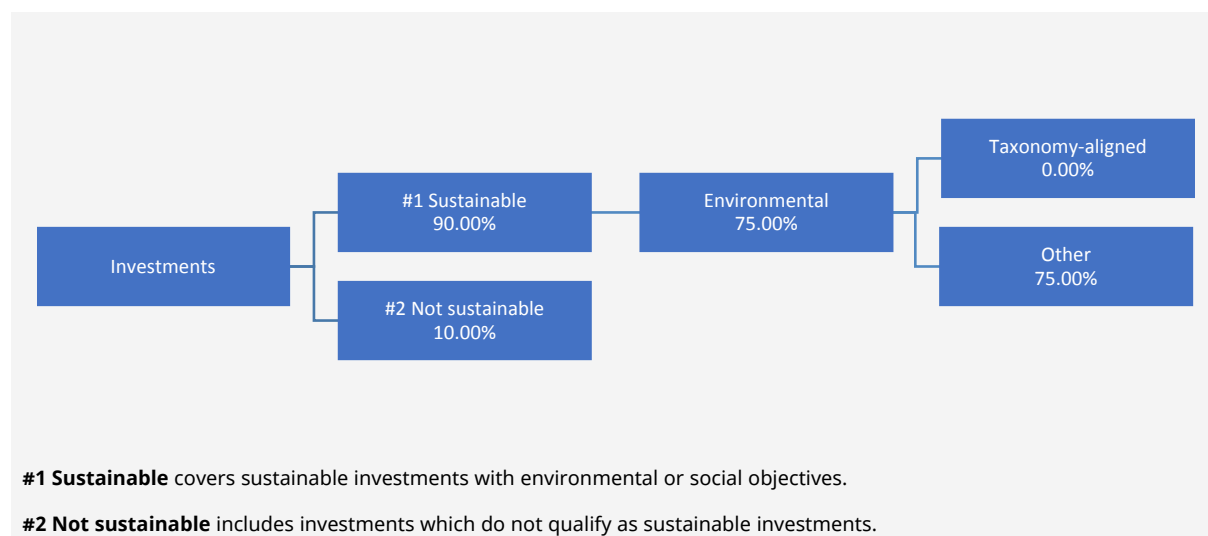 Investments
#1 Sustainable
90.00%
#2 Not sustainable
10.00%
Environmental
75.00%
Taxonomy-aligned
0.00%
Other
75.00%
#1 Sustainable covers sustainable investments with environmental or social objectives.
#2 Not sustainable includes investments which do not qualify as sustainable investments.